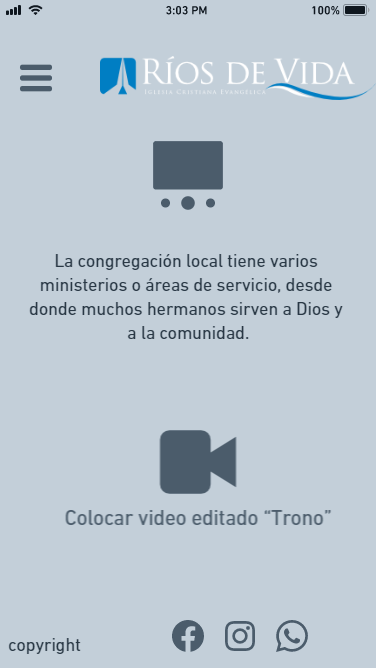 3:03 PM
100%
RÍOS DE VIDA
IGLESIA CRISTIANA EVANGÉLICA
La congregación local tiene varios
ministerios o áreas de servicio, desde
donde muchos hermanos sirven a Dios y
a la comunidad.
Colocar video editado “Trono”
copyright